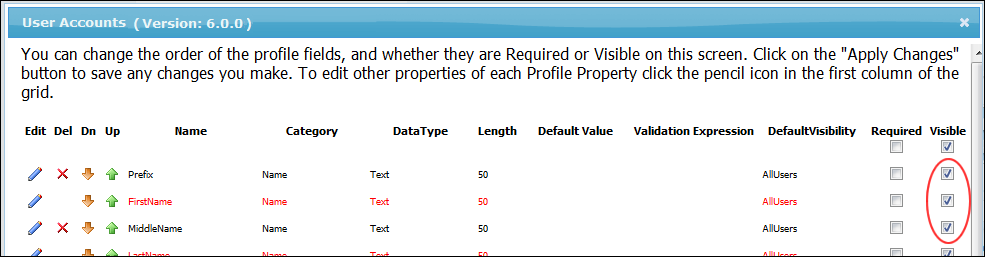 User Accounts (Version: 6.0.0)
You can change the order of the profile fields, and whether they are Required or Visible on this screen. Click on the "Apply Changes"
button to save any changes you make. To edit other properties of each Profile Property click the pencil icon in the first column of the
grid.
Edit Del Dn Up Name Category DataType Length Default Value Validation Expression DefaultVisibility Required Visible
Prefix Name Text 50 AllUsers
FirstName Name Text 50 AllUsers
MiddleName Name Text 50 AllUsers
LastName Name Text 50 AllUsers